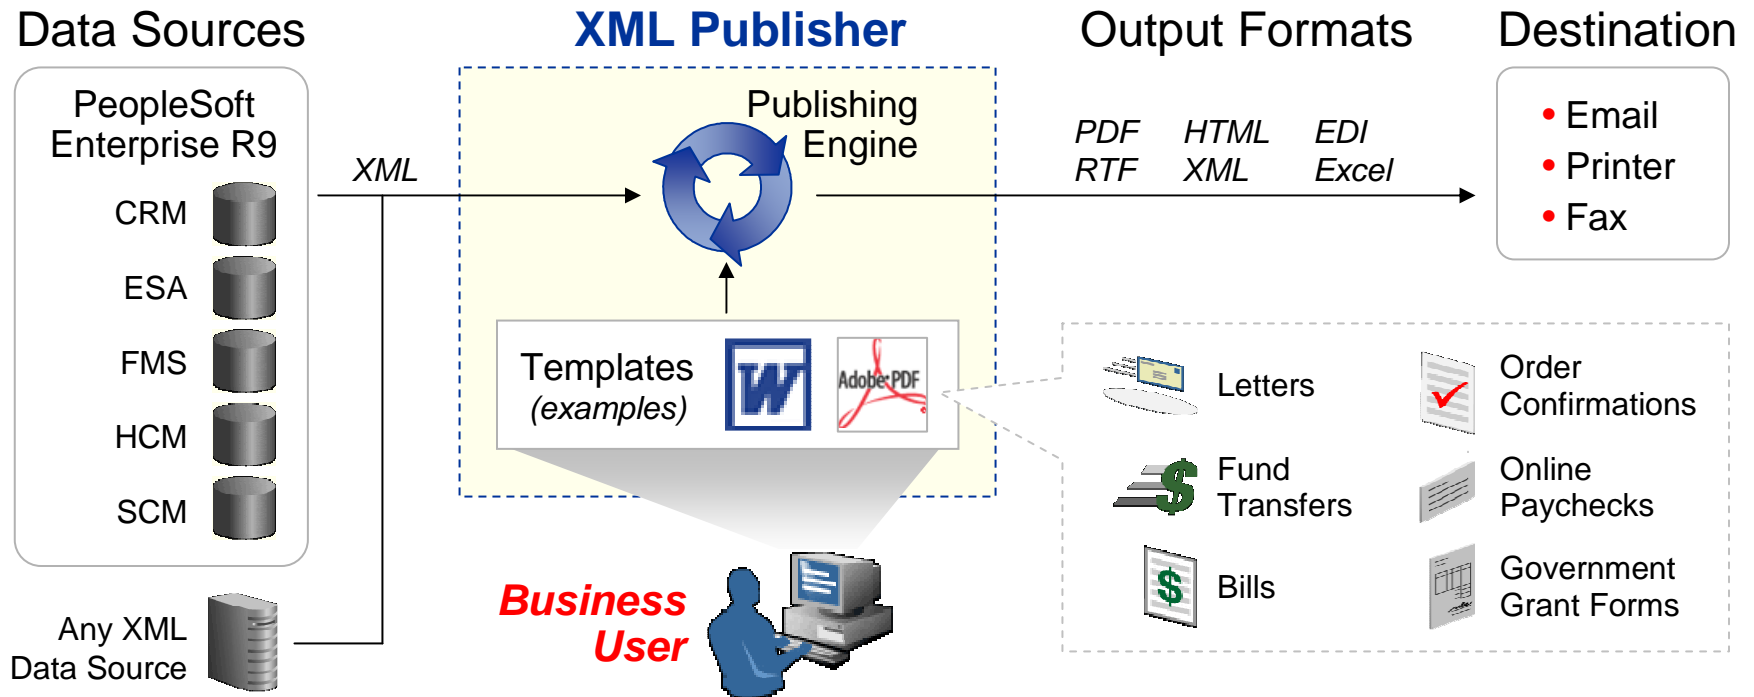 Data Sources
XML Publisher
Output Formats
Destination
PeopleSoft
Enterprise R9
CRM
ESA
FMS
HCM
SCM
Any XML
Data Source
XML
Publishing
Engine
Templates
(examples)
W
Adobe PDF
Business
User
PDF HTML EDI
RTF XML Excel
• Email
• Printer
• Fax
Letters
Order
Confirmations
$
Fund
Transfers
Online
Paychecks
$
Bills
Government
Grant Forms